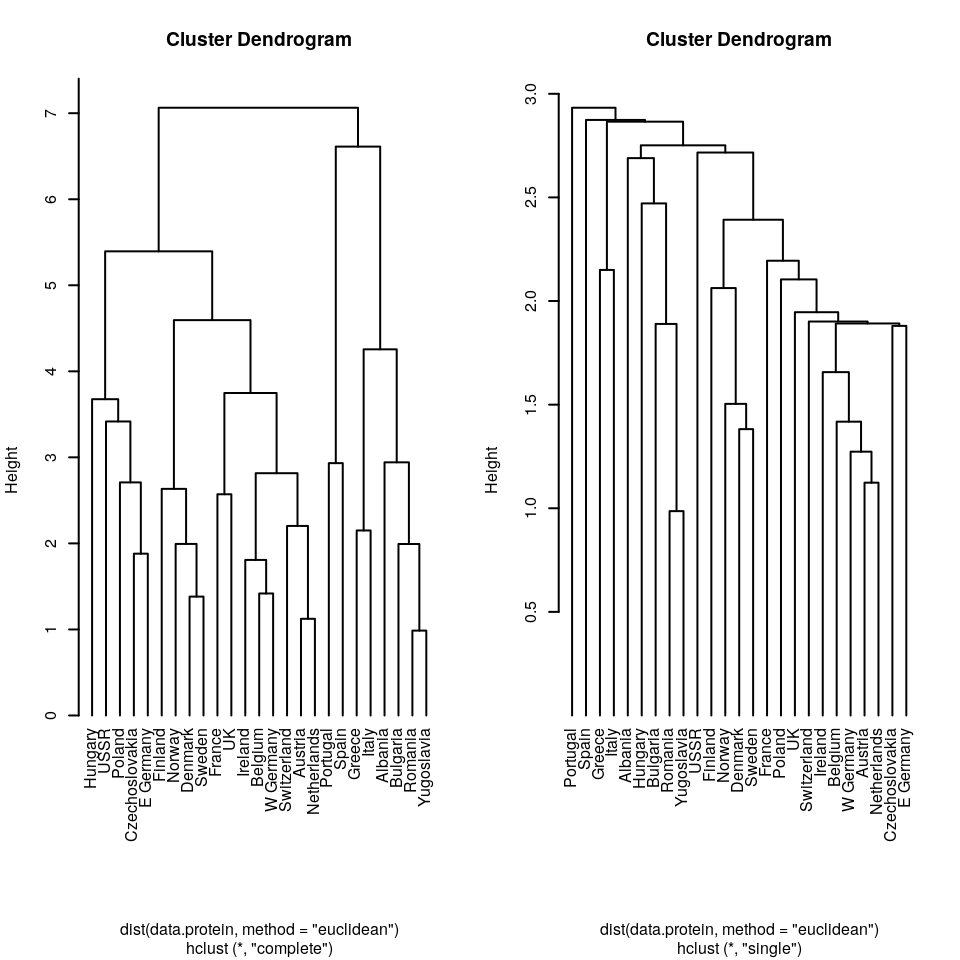 Cluster Dendrogram
Height
7
6
5
4
3
2
1
0
Hungary
USSR
Poland
Czechoslovakia
E Germany
Finland
Norway
Denmark
Sweden
France
UK
Ireland
Belgium
W Germany
Switzerland
Austria
Netherlands
Portugal
Spain
Greece
Italy
Albania
Bulgaria
Romania
Yugoslavia
dist(data.protein, method = "euclidean")
hclust (*, "complete")
Cluster Dendrogram
Height
3.0
2.5
2.0
1.5
1.0
0.5
Portugal
Spain
Greece
Italy
Albania
Hungary
Bulgaria
Romania
Yugoslavia
USSR
Finland
Norway
Denmark
Sweden
France
Poland
UK
Switzerland
Ireland
Belgium
W Germany
Austria
Netherlands
Czechoslovakia
E Germany
dist(data.protein, method = "euclidean")
hclust (*, "single")